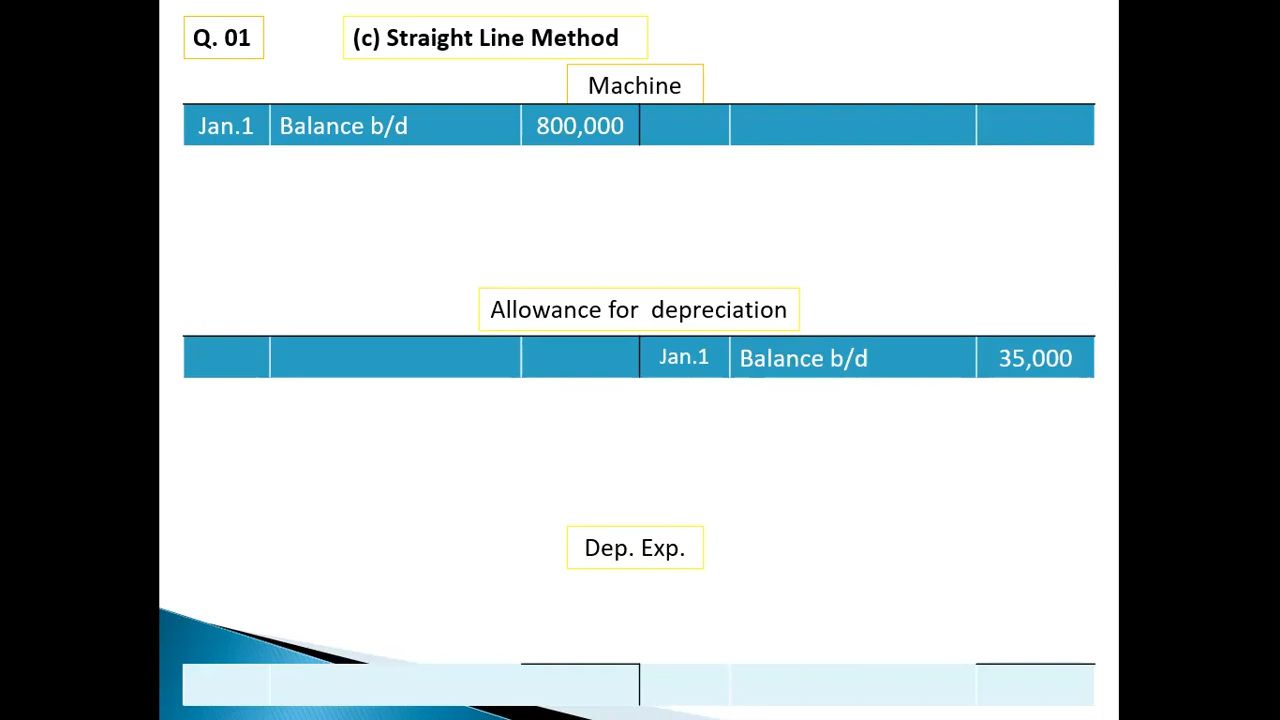 Q. 01 (c) Straight Line Method
Machine
Jan.1 Balance b/d 800,000
Allowance for depreciation
Jan.1 Balance b/d 35,000
Dep. Exp.